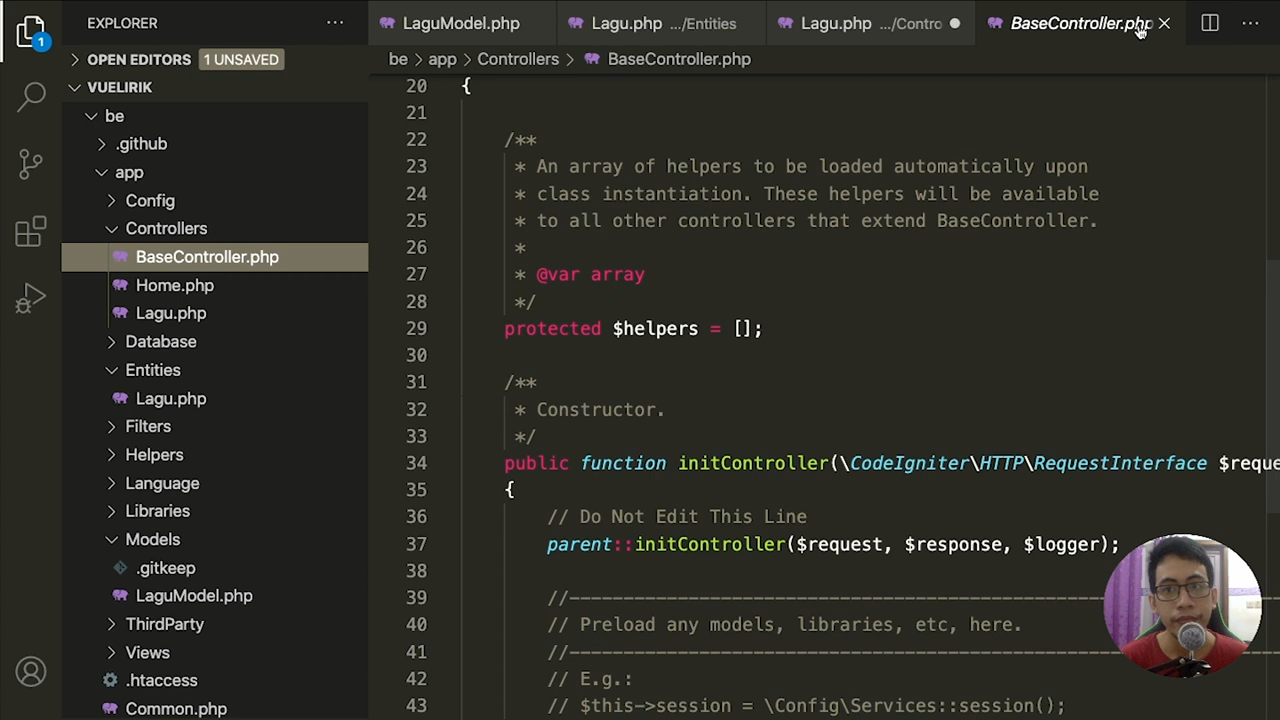 EXPLORER
OPEN EDITORS 1 UNSAVED
VUELIRIK
be
.github
app
Config
Controllers
BaseController.php
Home.php
Lagu.php
Database
Entities
Lagu.php
Filters
Helpers
Language
Libraries
Models
.gitkeep
LaguModel.php
ThirdParty
Views
.htaccess
Common.php
1
LaguModel.php
Lagu.php .../Entities
Lagu.php .../Contro
BaseController.php
be > app > Controllers > BaseController.php
20 {
21
22 /**
23 * An array of helpers to be loaded automatically upon
24 * class instantiation. These helpers will be available
25 * to all other controllers that extend BaseController.
26 *
27 * @var array
28 */
29 protected $helpers = [];
30
31 /**
32 * Constructor.
33 */
34 public function initController(\CodeIgniter\HTTP\RequestInterface $reque
35 {
36 // Do Not Edit This Line
37 parent::initController($request, $response, $logger);
38
39 //--------------------------------------------------------------------
40 // Preload any models, libraries, etc, here.
41 //--------------------------------------------------------------------
42 // E.g.:
43 // $this->session = \Config\Services::session();